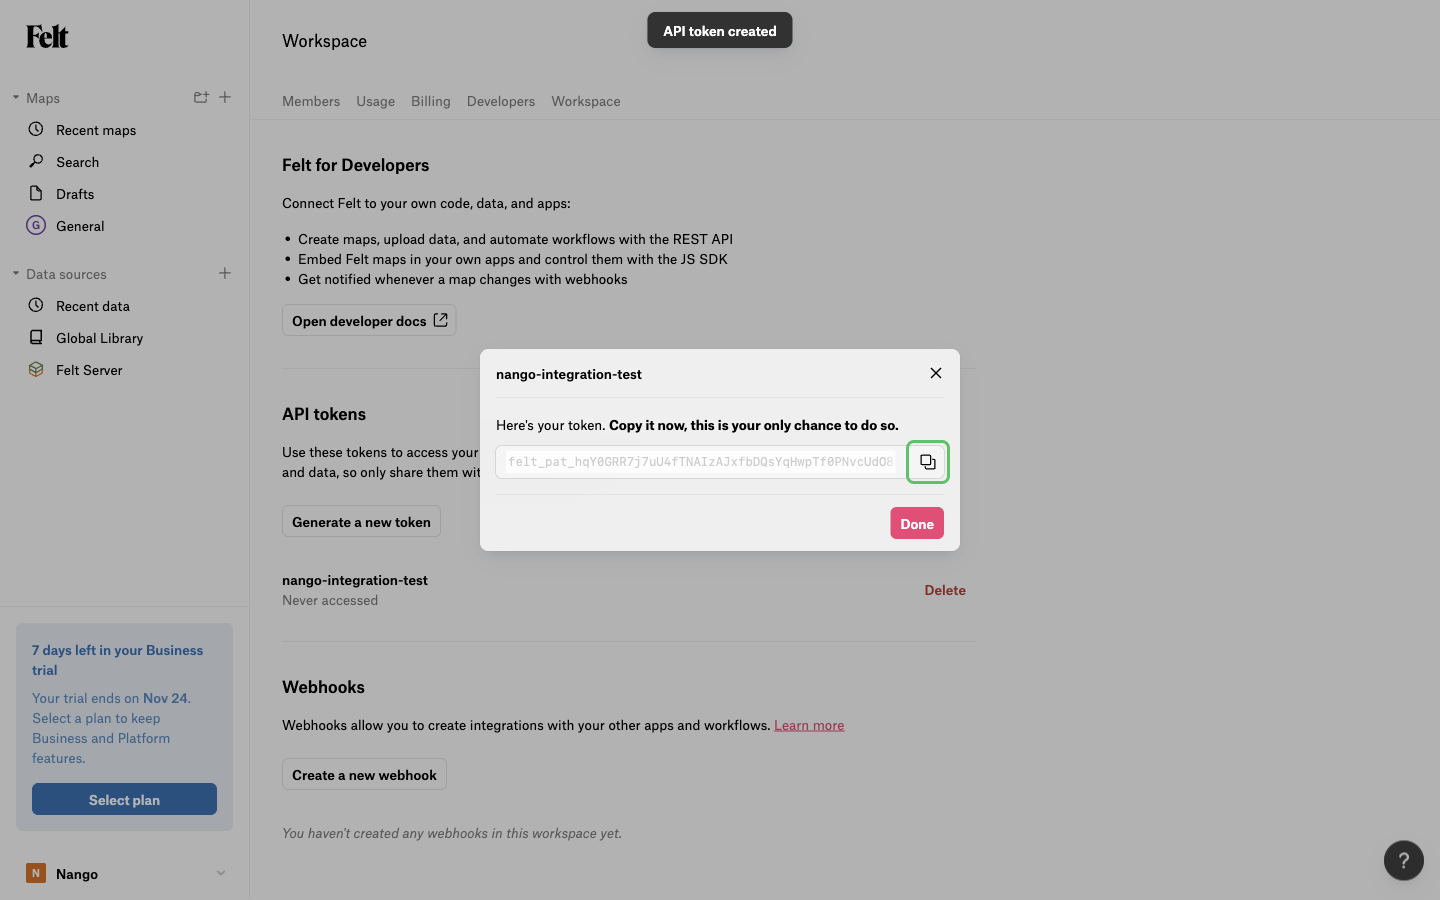 Felt
Maps
Recent maps
Search
Drafts
G General
Data sources
Recent data
Global Library
Felt Server
7 days left in your Business
trial
Your trial ends on Nov 24.
Select a plan to keep
Business and Platform
features.
Select plan
N Nango
API token created
Workspace
Members Usage Billing Developers Workspace
Felt for Developers
Connect Felt to your own code, data, and apps:
• Create maps, upload data, and automate workflows with the REST API
• Embed Felt maps in your own apps and control them with the JS SDK
• Get notified whenever a map changes with webhooks
Open developer docs
API tokens
Use these tokens to access your
and data, so only share them wit
Generate a new token
nango-integration-test
Never accessed
Delete
Webhooks
Webhooks allow you to create integrations with your other apps and workflows. Learn more
Create a new webhook
You haven't created any webhooks in this workspace yet.
nango-integration-test
Here's your token. Copy it now, this is your only chance to do so.
felt_pat_hqY0GRR7j7uU4fTNAIzAJxfbDQsYqHwpTf0PNvcUdO8
Done
?